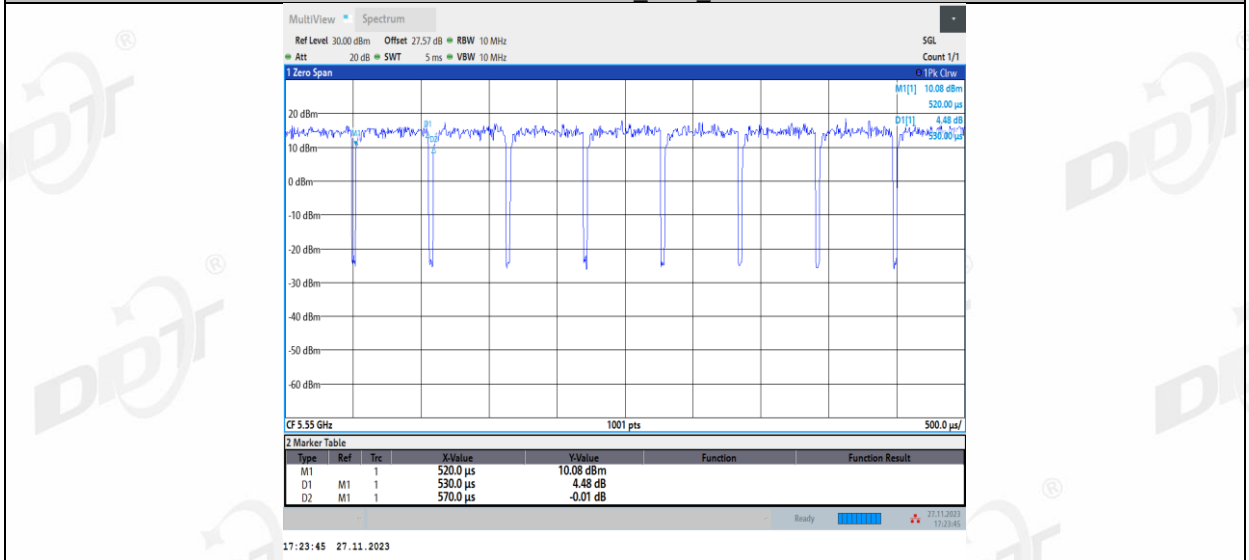 MultiView Spectrum
Ref Level 30.00 dBm Offset 27.57 dB RBW 10 MHz SGL
Att 20 dB SWT 5 ms VBW 10 MHz Count 1/1
1 Zero Span 1Pk Clrw
M1[1] 10.08 dBm
520.00 µs
20 dBm
D1[1] 4.48 dB
530.00 µs
M1
D1
D2
10 dBm
0 dBm
-10 dBm
-20 dBm
-30 dBm
-40 dBm
-50 dBm
-60 dBm
CF 5.55 GHz 1001 pts 500.0 µs/
2 Marker Table
Type Ref Trc X-Value Y-Value Function Function Result
M1 1 520.0 µs 10.08 dBm
D1 M1 1 530.0 µs 4.48 dB
D2 M1 1 570.0 µs -0.01 dB
Ready 27.11.2023
17:23:45
17:23:45 27.11.2023
DDT ®